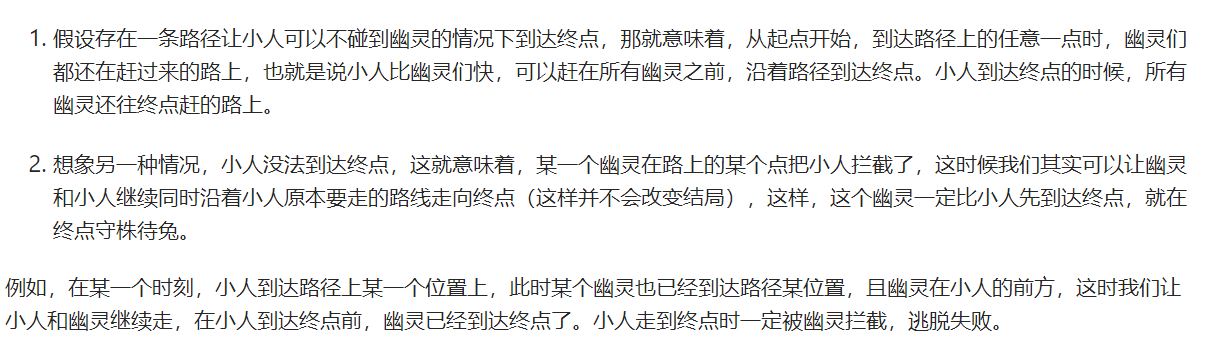 1. 假设存在一条路径让小人可以不碰到幽灵的情况下到达终点，那就意味着，从起点开始，到达路径上的任意一点时，幽灵们
都还在赶过来的路上，也就是说小人比幽灵们快，可以赶在所有幽灵之前，沿着路径到达终点。小人到达终点的时候，所有
幽灵还往终点赶的路上。
2. 想象另一种情况，小人没法到达终点，这就意味着，某一个幽灵在路上的某个点把小人拦截了，这时候我们其实可以让幽灵
和小人继续同时沿着小人原本要走的路线走向终点（这样并不会改变结局），这样，这个幽灵一定比小人先到达终点，就在
终点守株待兔。
例如，在某一个时刻，小人到达路径上某一个位置上，此时某个幽灵也已经到达路径某位置，且幽灵在小人的前方，这时我们让
小人和幽灵继续走，在小人到达终点前，幽灵已经到达终点了。小人走到终点时一定被幽灵拦截，逃脱失败。